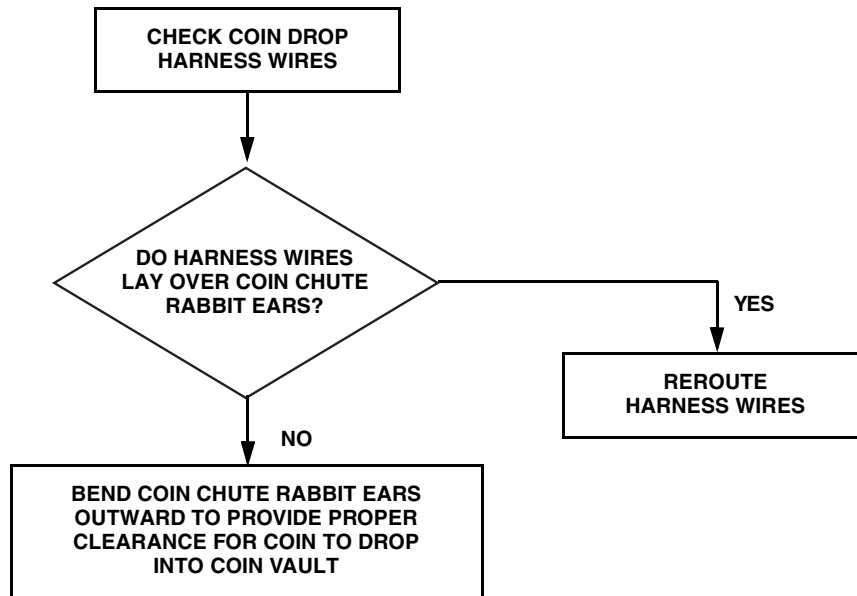 CHECK COIN DROP
HARNESS WIRES
DO HARNESS WIRES
LAY OVER COIN CHUTE
RABBIT EARS?
YES
REROUTE
HARNESS WIRES
NO
BEND COIN CHUTE RABBIT EARS
OUTWARD TO PROVIDE PROPER
CLEARANCE FOR COIN TO DROP
INTO COIN VAULT